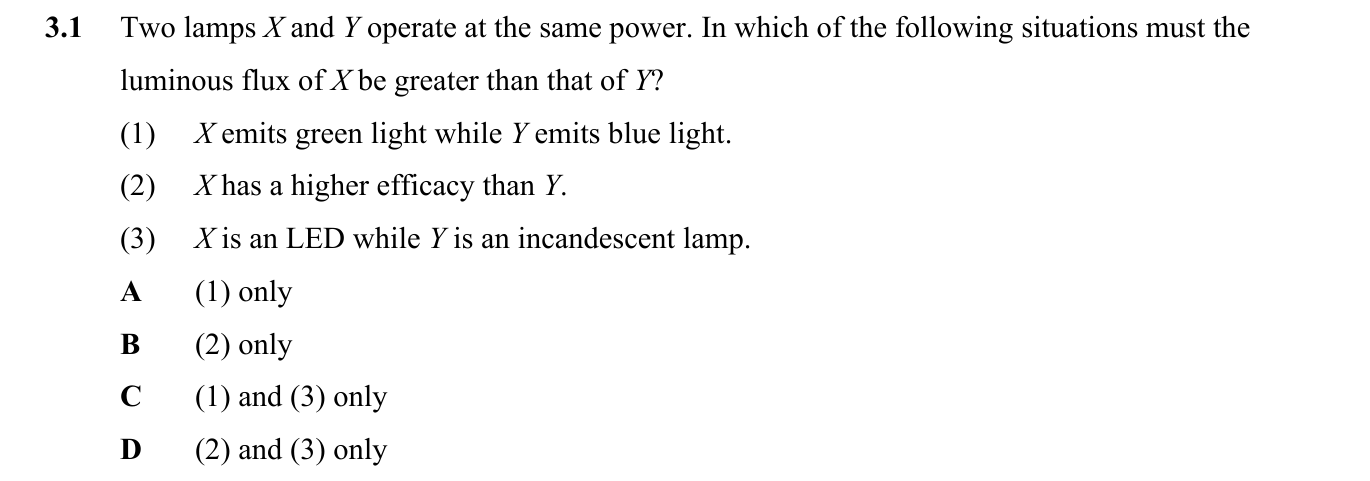 3.1 Two lamps X and Y operate at the same power. In which of the following situations must the
luminous flux of X be greater than that of Y?
(1) X emits green light while Y emits blue light.
(2) X has a higher efficacy than Y.
(3) X is an LED while Y is an incandescent lamp.
A (1) only
B (2) only
C (1) and (3) only
D (2) and (3) only